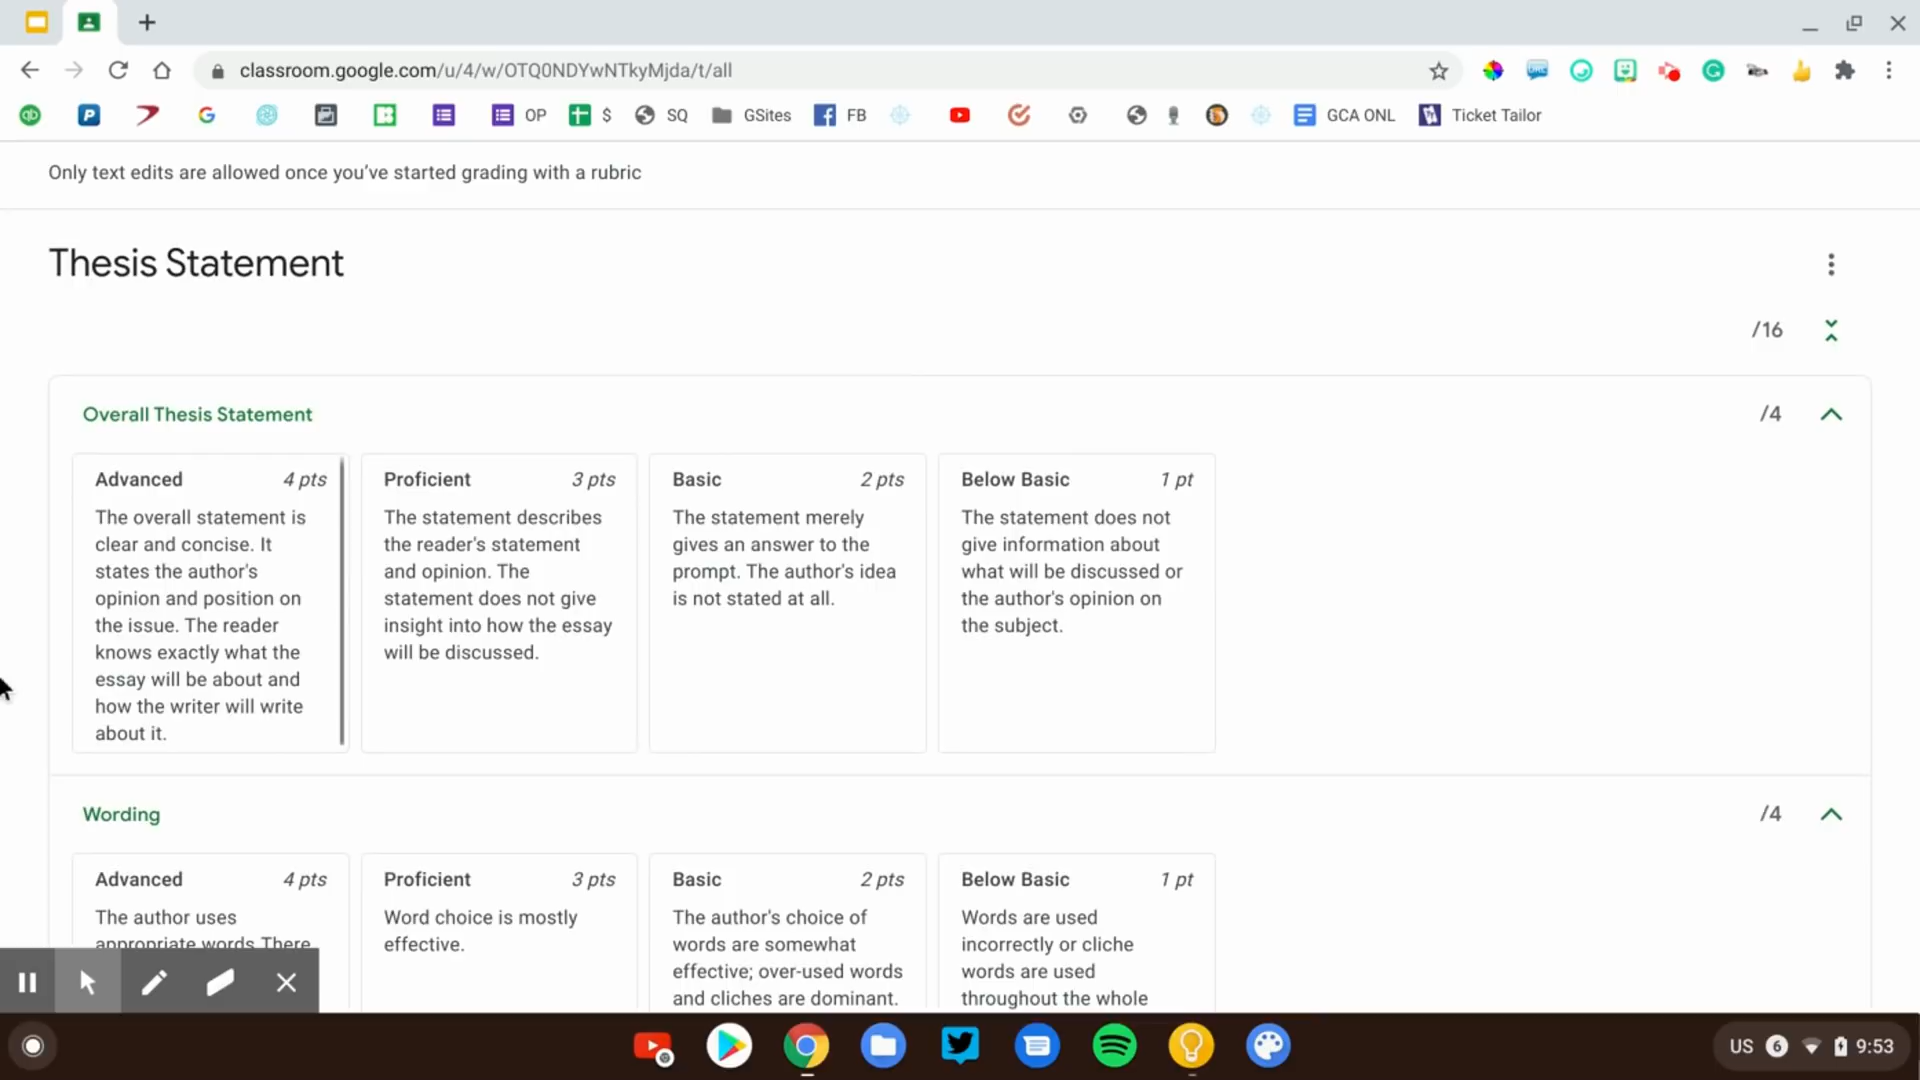 classroom.google.com/u/4/w/OTQ0NDYwNTkyMjda/t/all
OP
$
SQ
GSites
FB
GCA ONL
Ticket Tailor
Only text edits are allowed once you've started grading with a rubric
Thesis Statement
/16
Overall Thesis Statement
/4
Advanced 4 pts
The overall statement is
clear and concise. It
states the author's
opinion and position on
the issue. The reader
knows exactly what the
essay will be about and
how the writer will write
about it.
Proficient 3 pts
The statement describes
the reader's statement
and opinion. The
statement does not give
insight into how the essay
will be discussed.
Basic 2 pts
The statement merely
gives an answer to the
prompt. The author's idea
is not stated at all.
Below Basic 1 pt
The statement does not
give information about
what will be discussed or
the author's opinion on
the subject.
Wording
/4
Advanced 4 pts
The author uses
appropriate words There
Proficient 3 pts
Word choice is mostly
effective.
Basic 2 pts
The author's choice of
words are somewhat
effective; over-used words
and cliches are dominant.
Below Basic 1 pt
Words are used
incorrectly or cliche
words are used
throughout the whole
US 6 9:53